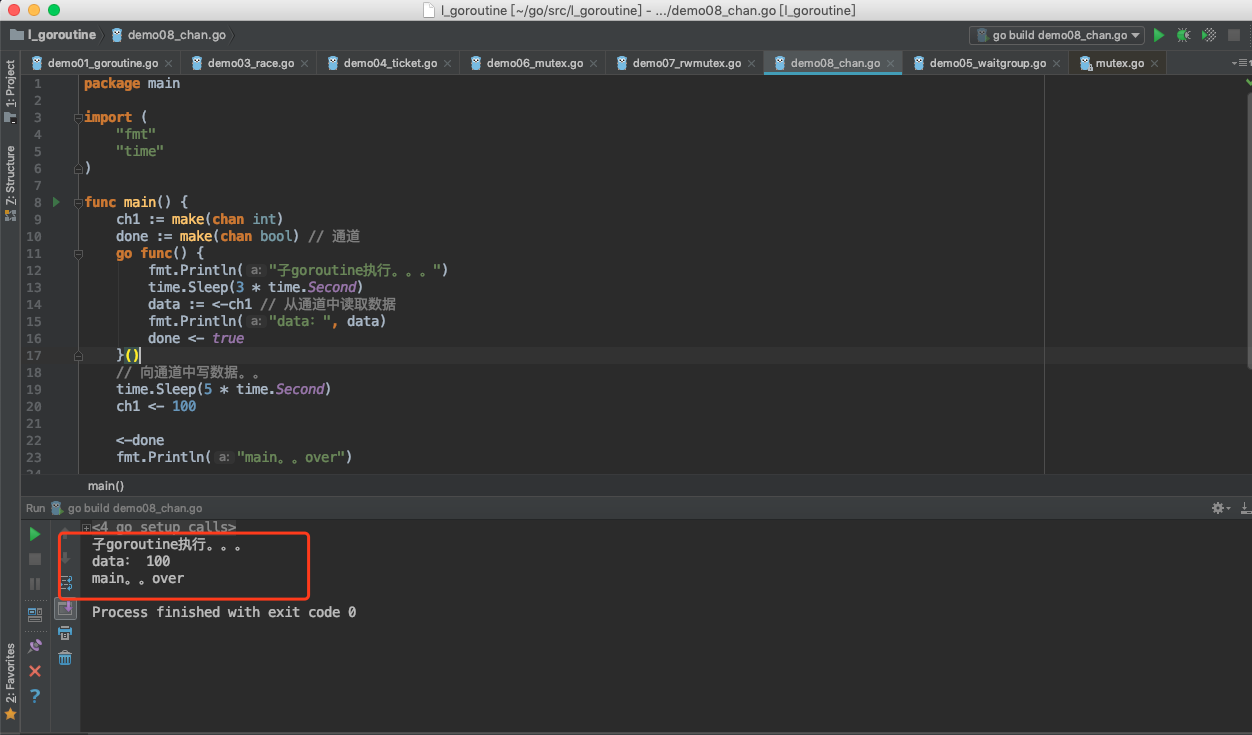 l_goroutine [~/go/src/l_goroutine] - .../demo08_chan.go [l_goroutine]
l_goroutine demo08_chan.go go build demo08_chan.go
demo01_goroutine.go demo03_race.go demo04_ticket.go demo06_mutex.go demo07_rwmutex.go demo08_chan.go demo05_waitgroup.go mutex.go
1: Project
Z: Structure
2: Favorites
1 package main
2
3 import (
4 "fmt"
5 "time"
6 )
7
8 func main() {
9 ch1 := make(chan int)
10 done := make(chan bool) // 通道
11 go func() {
12 fmt.Println( a: "子goroutine执行。。。")
13 time.Sleep(3 * time.Second)
14 data := <-ch1 // 从通道中读取数据
15 fmt.Println( a: "data：", data)
16 done <- true
17 }()
18 // 向通道中写数据。。
19 time.Sleep(5 * time.Second)
20 ch1 <- 100
21
22 <-done
23 fmt.Println( a: "main。。over")
24
main()
Run go build demo08_chan.go
<4 go setup calls>
子goroutine执行。。。
data： 100
main。。over
Process finished with exit code 0